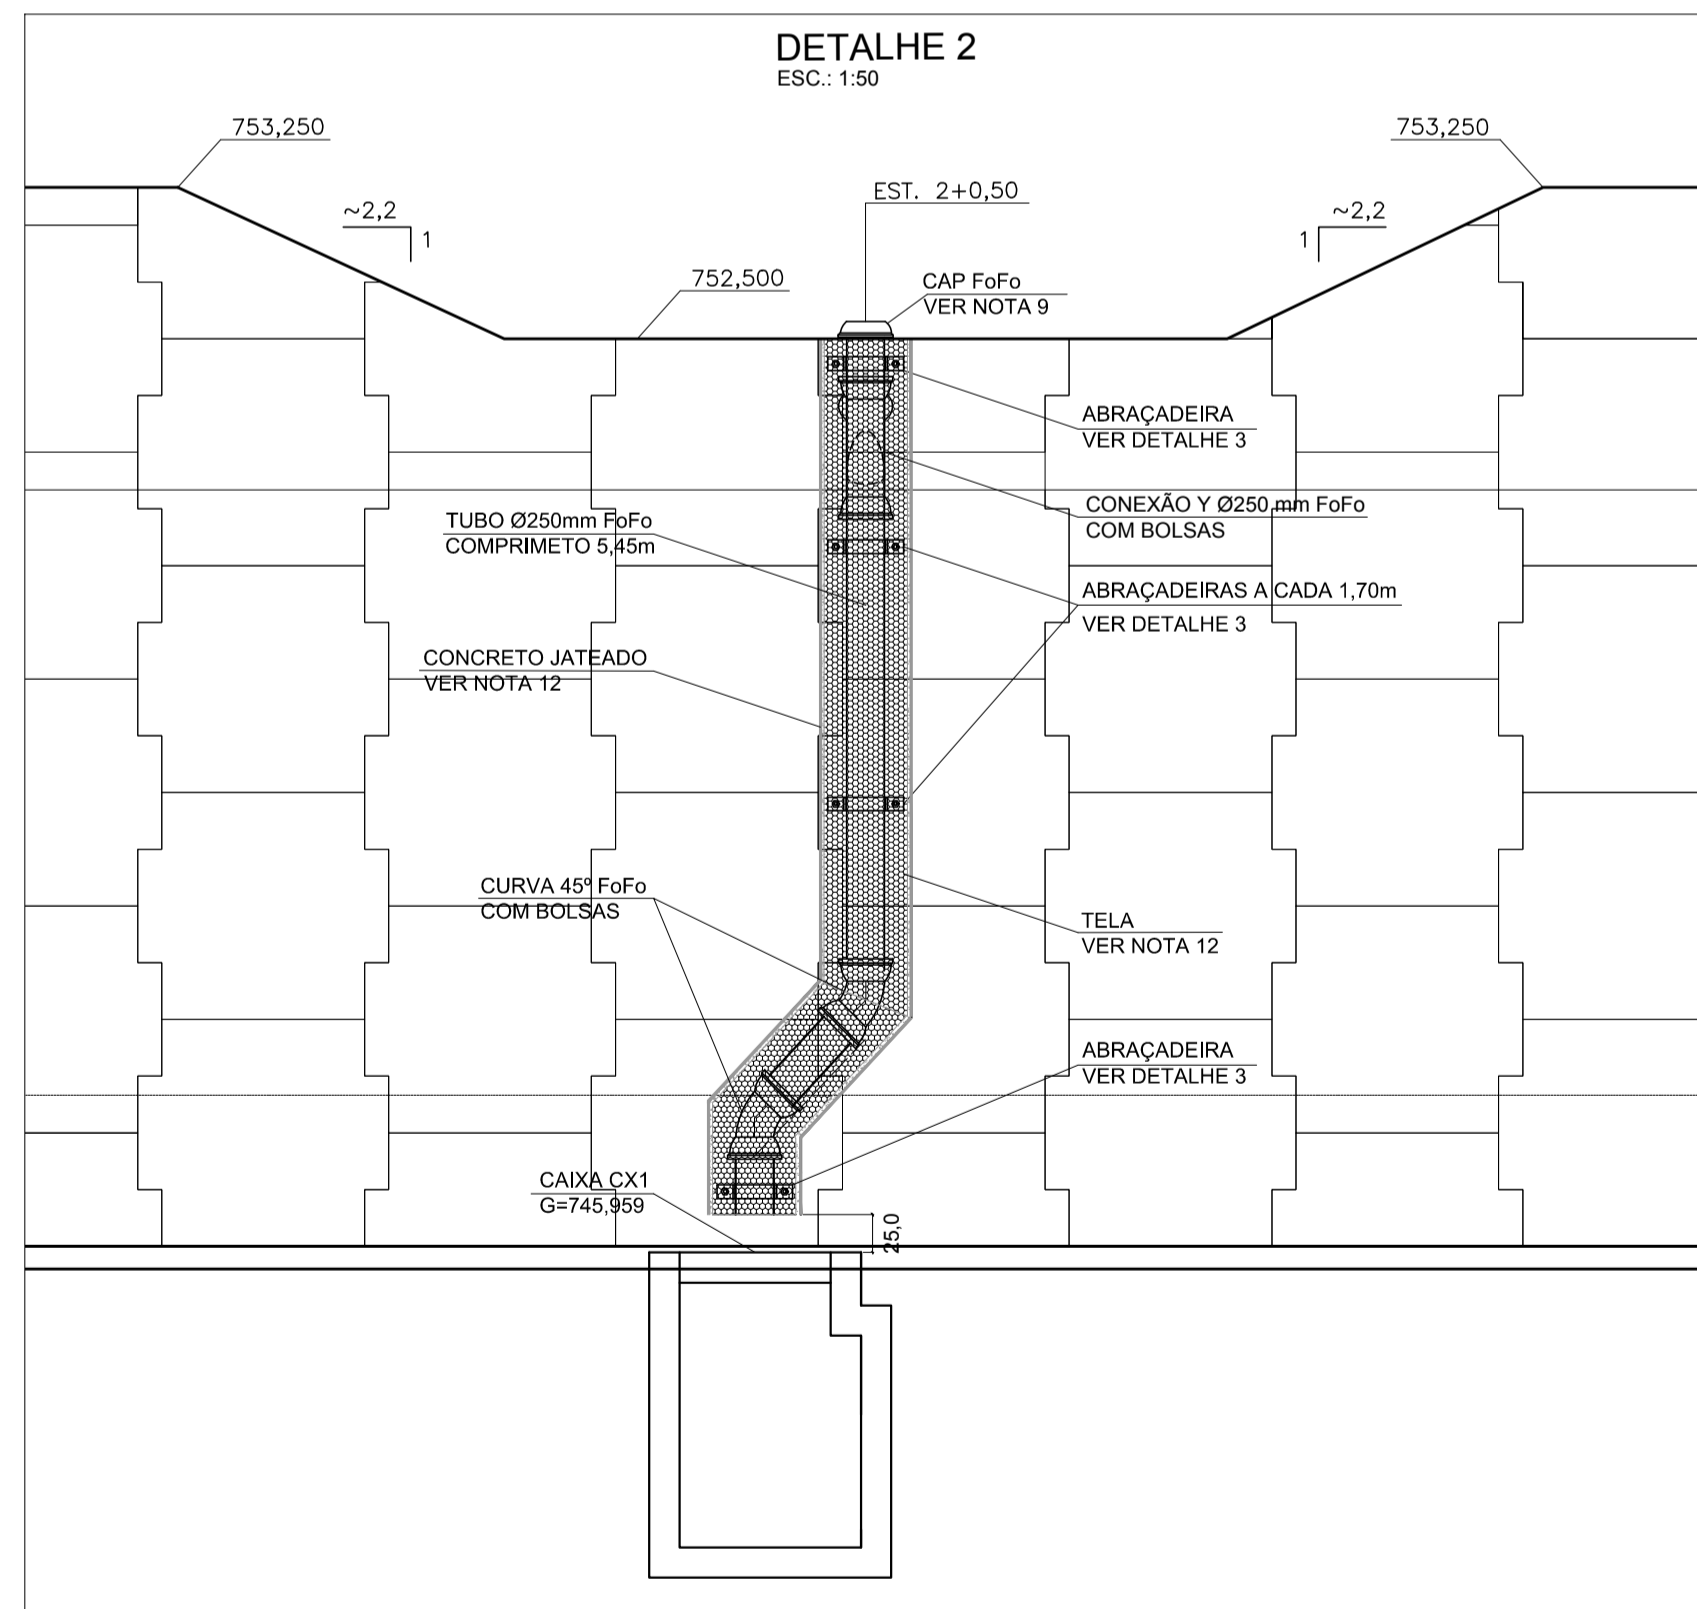 DETALHE 2
ESC.: 1:50
753,250
753,250
EST. 2+0,50
~2,2
1
~2,2
1
752,500
CAP FoFo
VER NOTA 9
ABRAÇADEIRA
VER DETALHE 3
CONEXÃO Y Ø250 mm FoFo
COM BOLSAS
TUBO Ø250mm FoFo
COMPRIMETO 5,45m
ABRAÇADEIRAS A CADA 1,70m
VER DETALHE 3
CONCRETO JATEADO
VER NOTA 12
CURVA 45º FoFo
COM BOLSAS
TELA
VER NOTA 12
ABRAÇADEIRA
VER DETALHE 3
CAIXA CX1
G=745,959
25,0